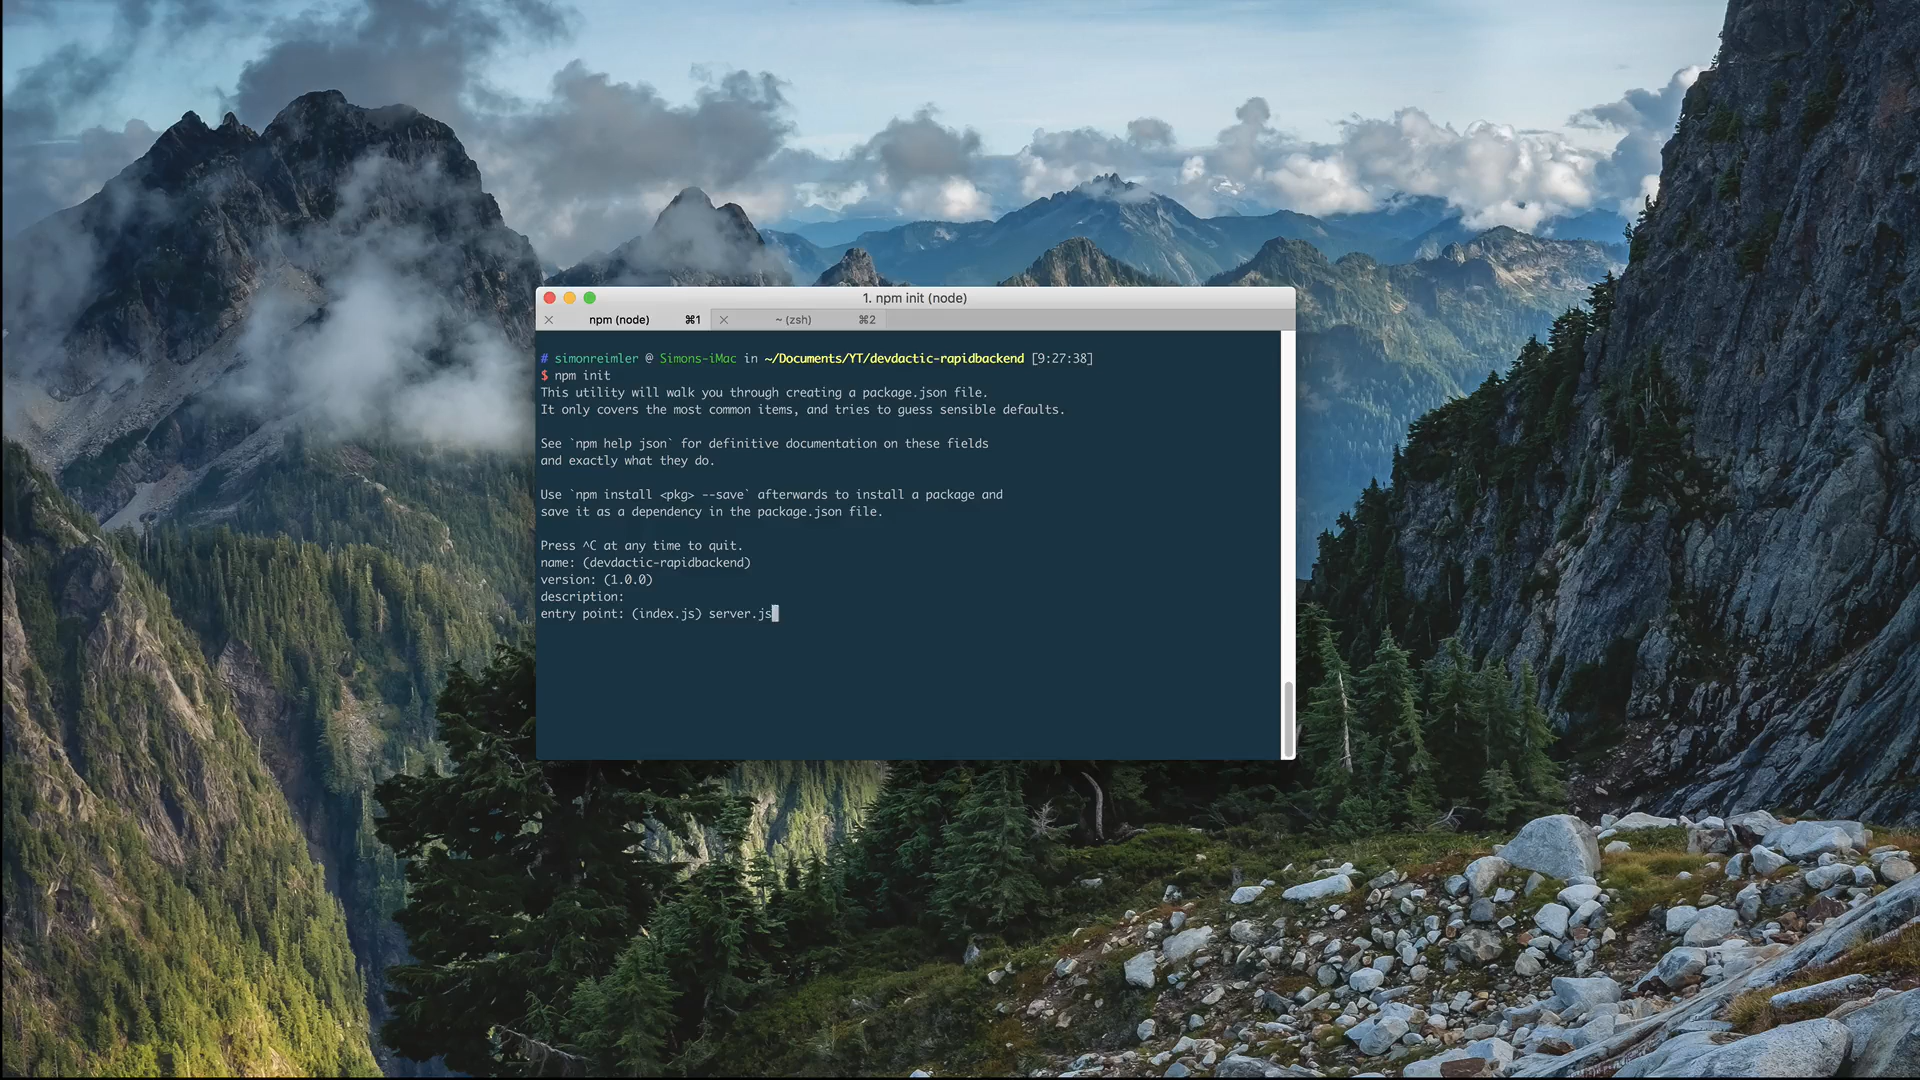 1. npm init (node)
npm (node) ⌘1 ~ (zsh) ⌘2
# simonreimler @ Simons-iMac in ~/Documents/YT/devdactic-rapidbackend [9:27:38]
$ npm init
This utility will walk you through creating a package.json file.
It only covers the most common items, and tries to guess sensible defaults.
See `npm help json` for definitive documentation on these fields
and exactly what they do.
Use `npm install <pkg> --save` afterwards to install a package and
save it as a dependency in the package.json file.
Press ^C at any time to quit.
name: (devdactic-rapidbackend)
version: (1.0.0)
description:
entry point: (index.js) server.js